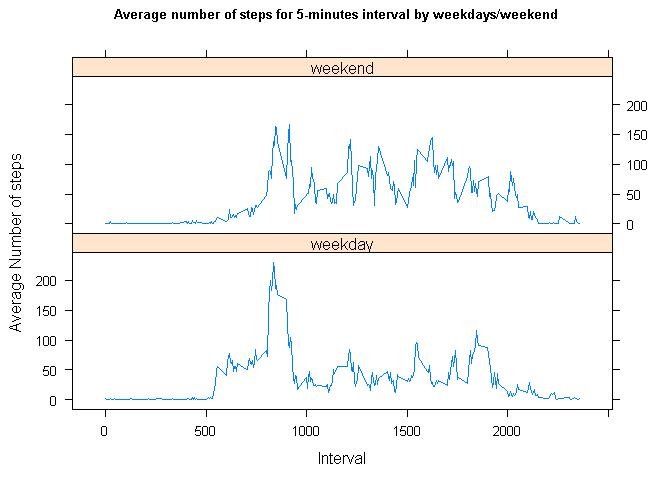 Average number of steps for 5-minutes interval by weekdays/weekend
weekend
200
150
100
50
0
weekday
200
150
100
50
0
Average Number of steps
0 500 1000 1500 2000
Interval